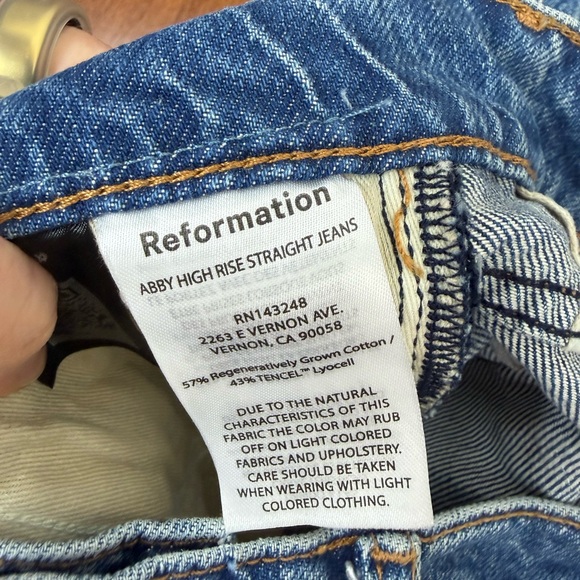 Reformation
ABBY HIGH RISE STRAIGHT JEANS
RN143248
2263 E VERNON AVE.
VERNON, CA 90058
57% Regeneratively Grown Cotton /
43% TENCEL™ Lyocell
DUE TO THE NATURAL
CHARACTERISTICS OF THIS
FABRIC THE COLOR MAY RUB
OFF ON LIGHT COLORED
FABRICS AND UPHOLSTERY.
CARE SHOULD BE TAKEN
WHEN WEARING WITH LIGHT
COLORED CLOTHING.